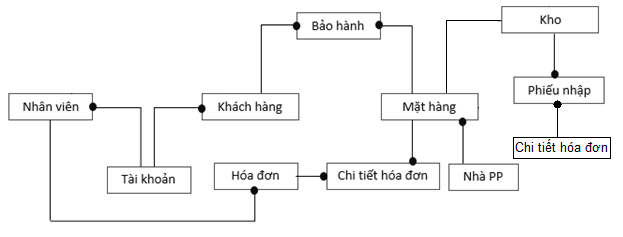 Bảo hành
Kho
Nhân viên
Khách hàng
Mặt hàng
Phiếu nhập
Chi tiết hóa đơn
Tài khoản
Hóa đơn
Chi tiết hóa đơn
Nhà PP